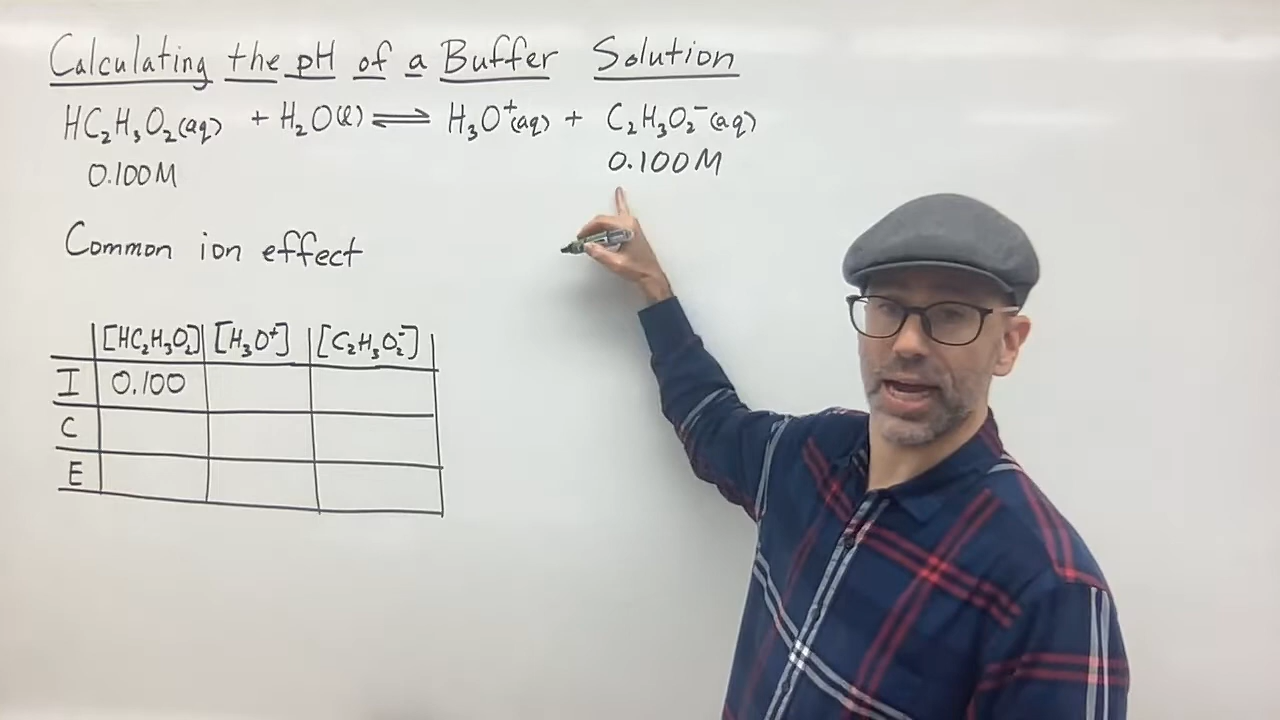 Calculating the pH of a Buffer Solution
HC₂H₃O₂(aq) + H₂O(l) ⇌ H₃O⁺(aq) + C₂H₃O₂⁻(aq)
0.100M 0.100M
Common ion effect
[HC₂H₃O₂] [H₃O⁺] [C₂H₃O₂⁻]
I 0.100
C
E